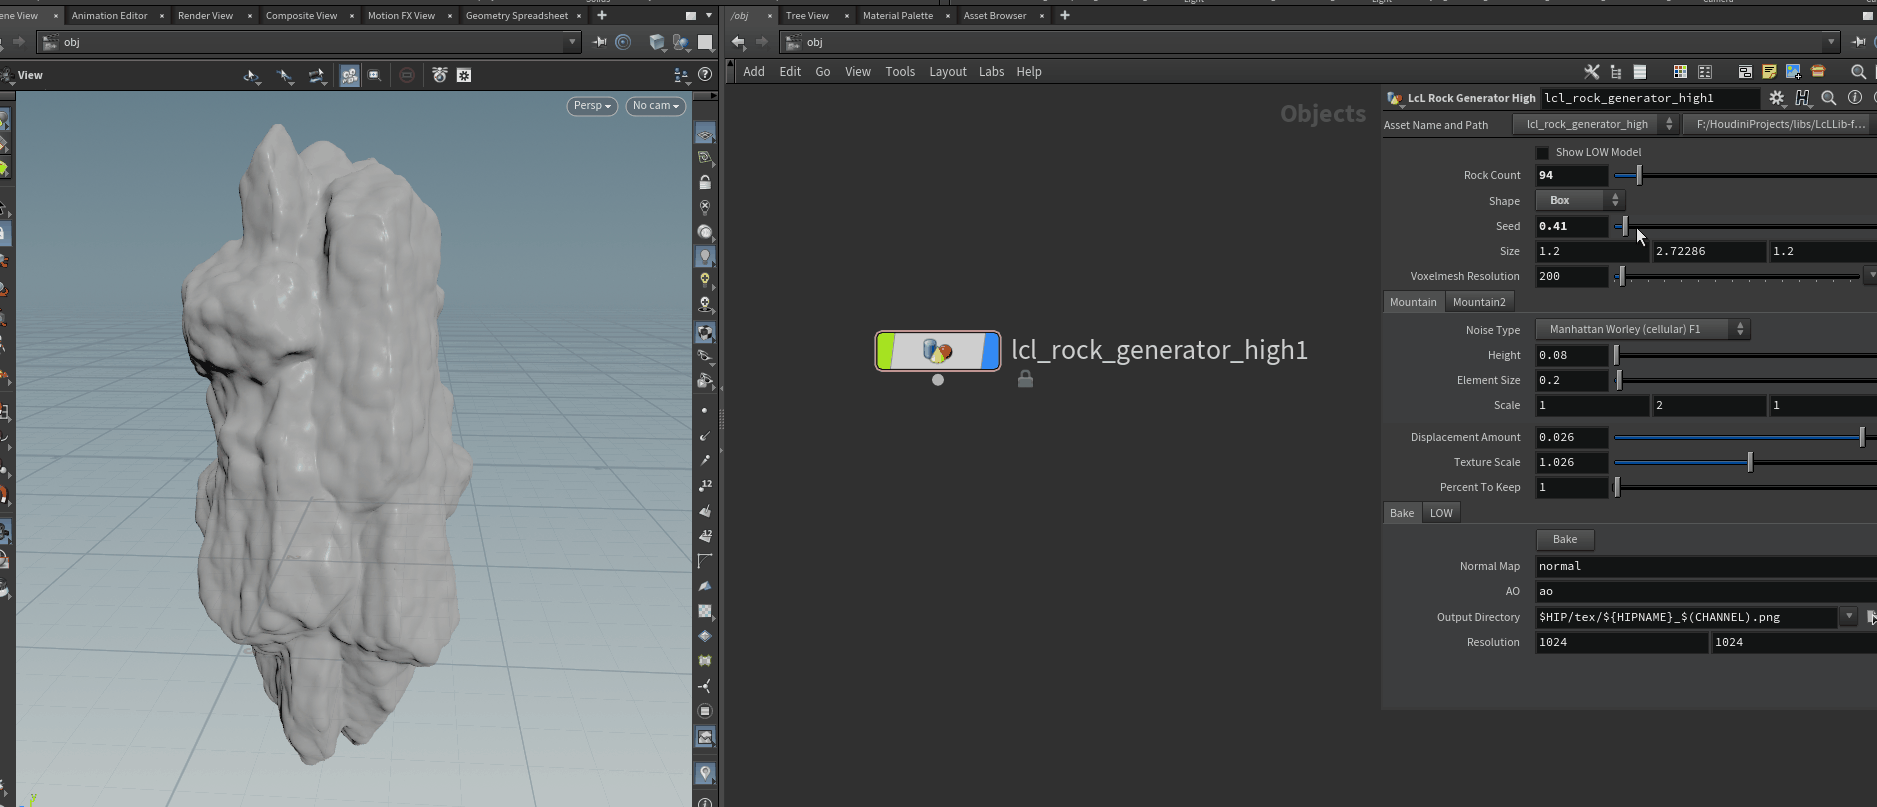 ene View Animation Editor Render View Composite View Motion FX View Geometry Spreadsheet
/obj Tree View Material Palette Asset Browser
obj
obj
View
Add Edit Go View Tools Layout Labs Help
Persp No cam
Objects
LcL Rock Generator High lcl_rock_generator_high1
Asset Name and Path lcl_rock_generator_high F:/HoudiniProjects/libs/LcLLib-f...
Show LOW Model
Rock Count 94
Shape Box
Seed 0.41
Size 1.2 2.72286 1.2
Voxelmesh Resolution 200
Mountain Mountain2
Noise Type Manhattan Worley (cellular) F1
Height 0.08
Element Size 0.2
Scale 1 2 1
Displacement Amount 0.026
Texture Scale 1.026
Percent To Keep 1
Bake LOW
Bake
Normal Map normal
AO ao
Output Directory $HIP/tex/${HIPNAME}_$(CHANNEL).png
Resolution 1024 1024
lcl_rock_generator_high1
12
12